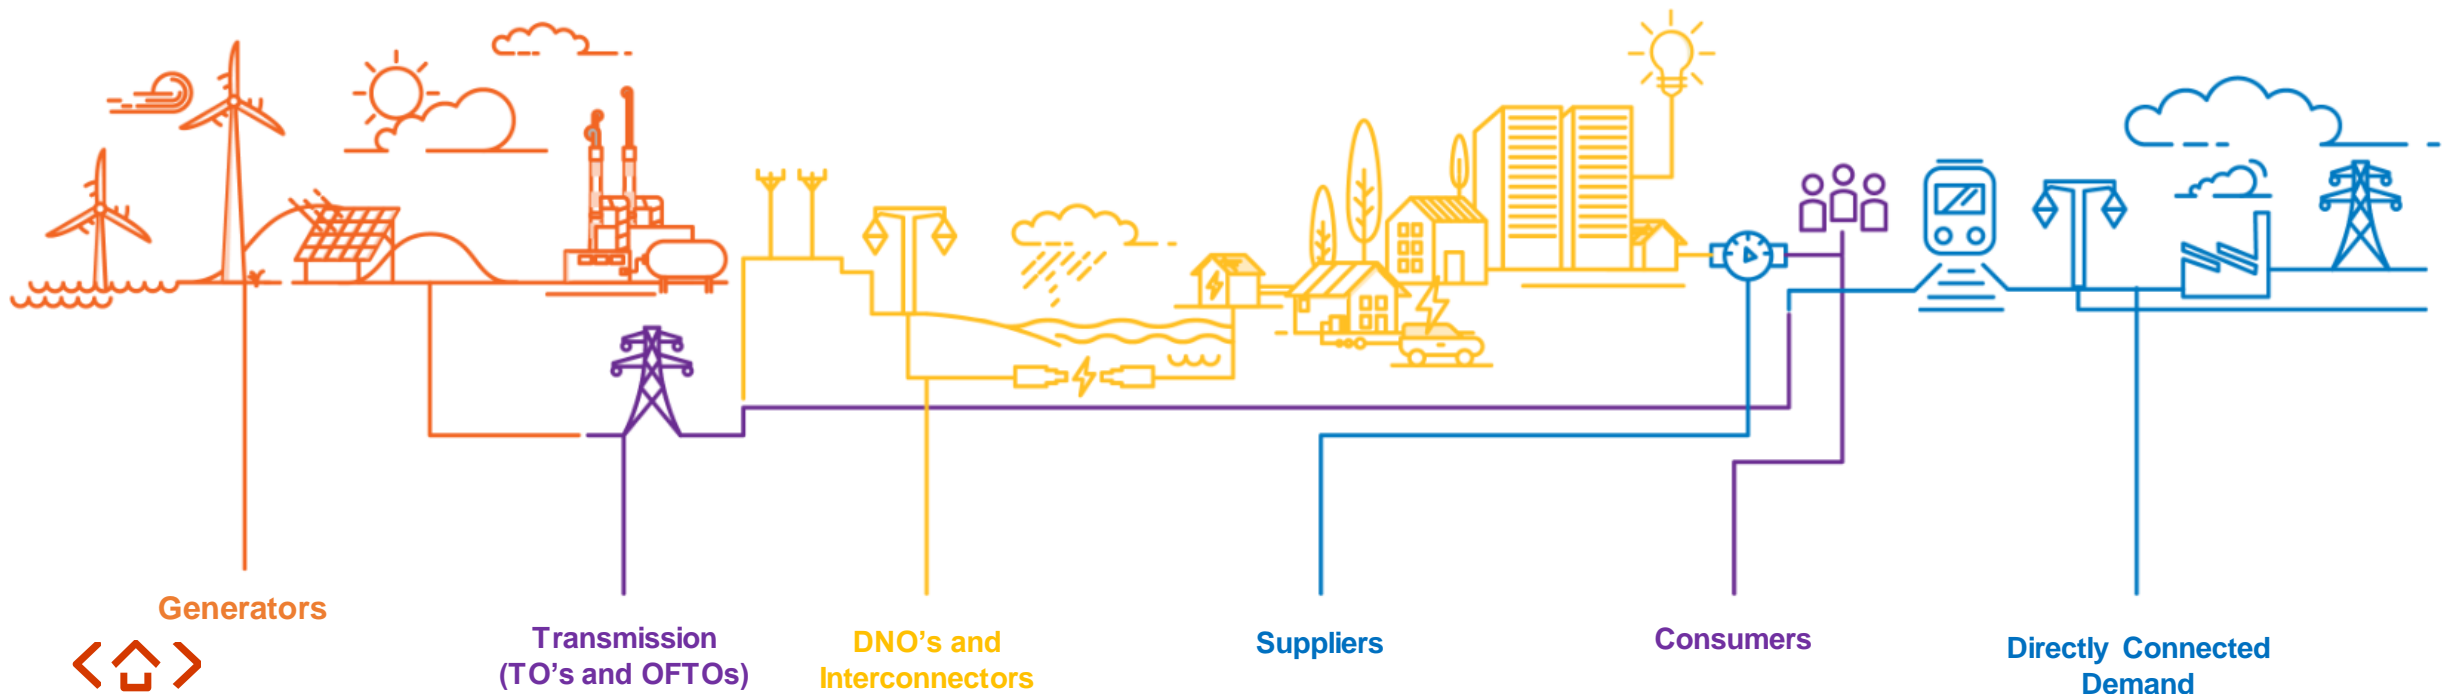 Generators
Transmission
(TO's and OFTOs)
DNO's and
Interconnectors
Suppliers
Consumers
Directly Connected
Demand